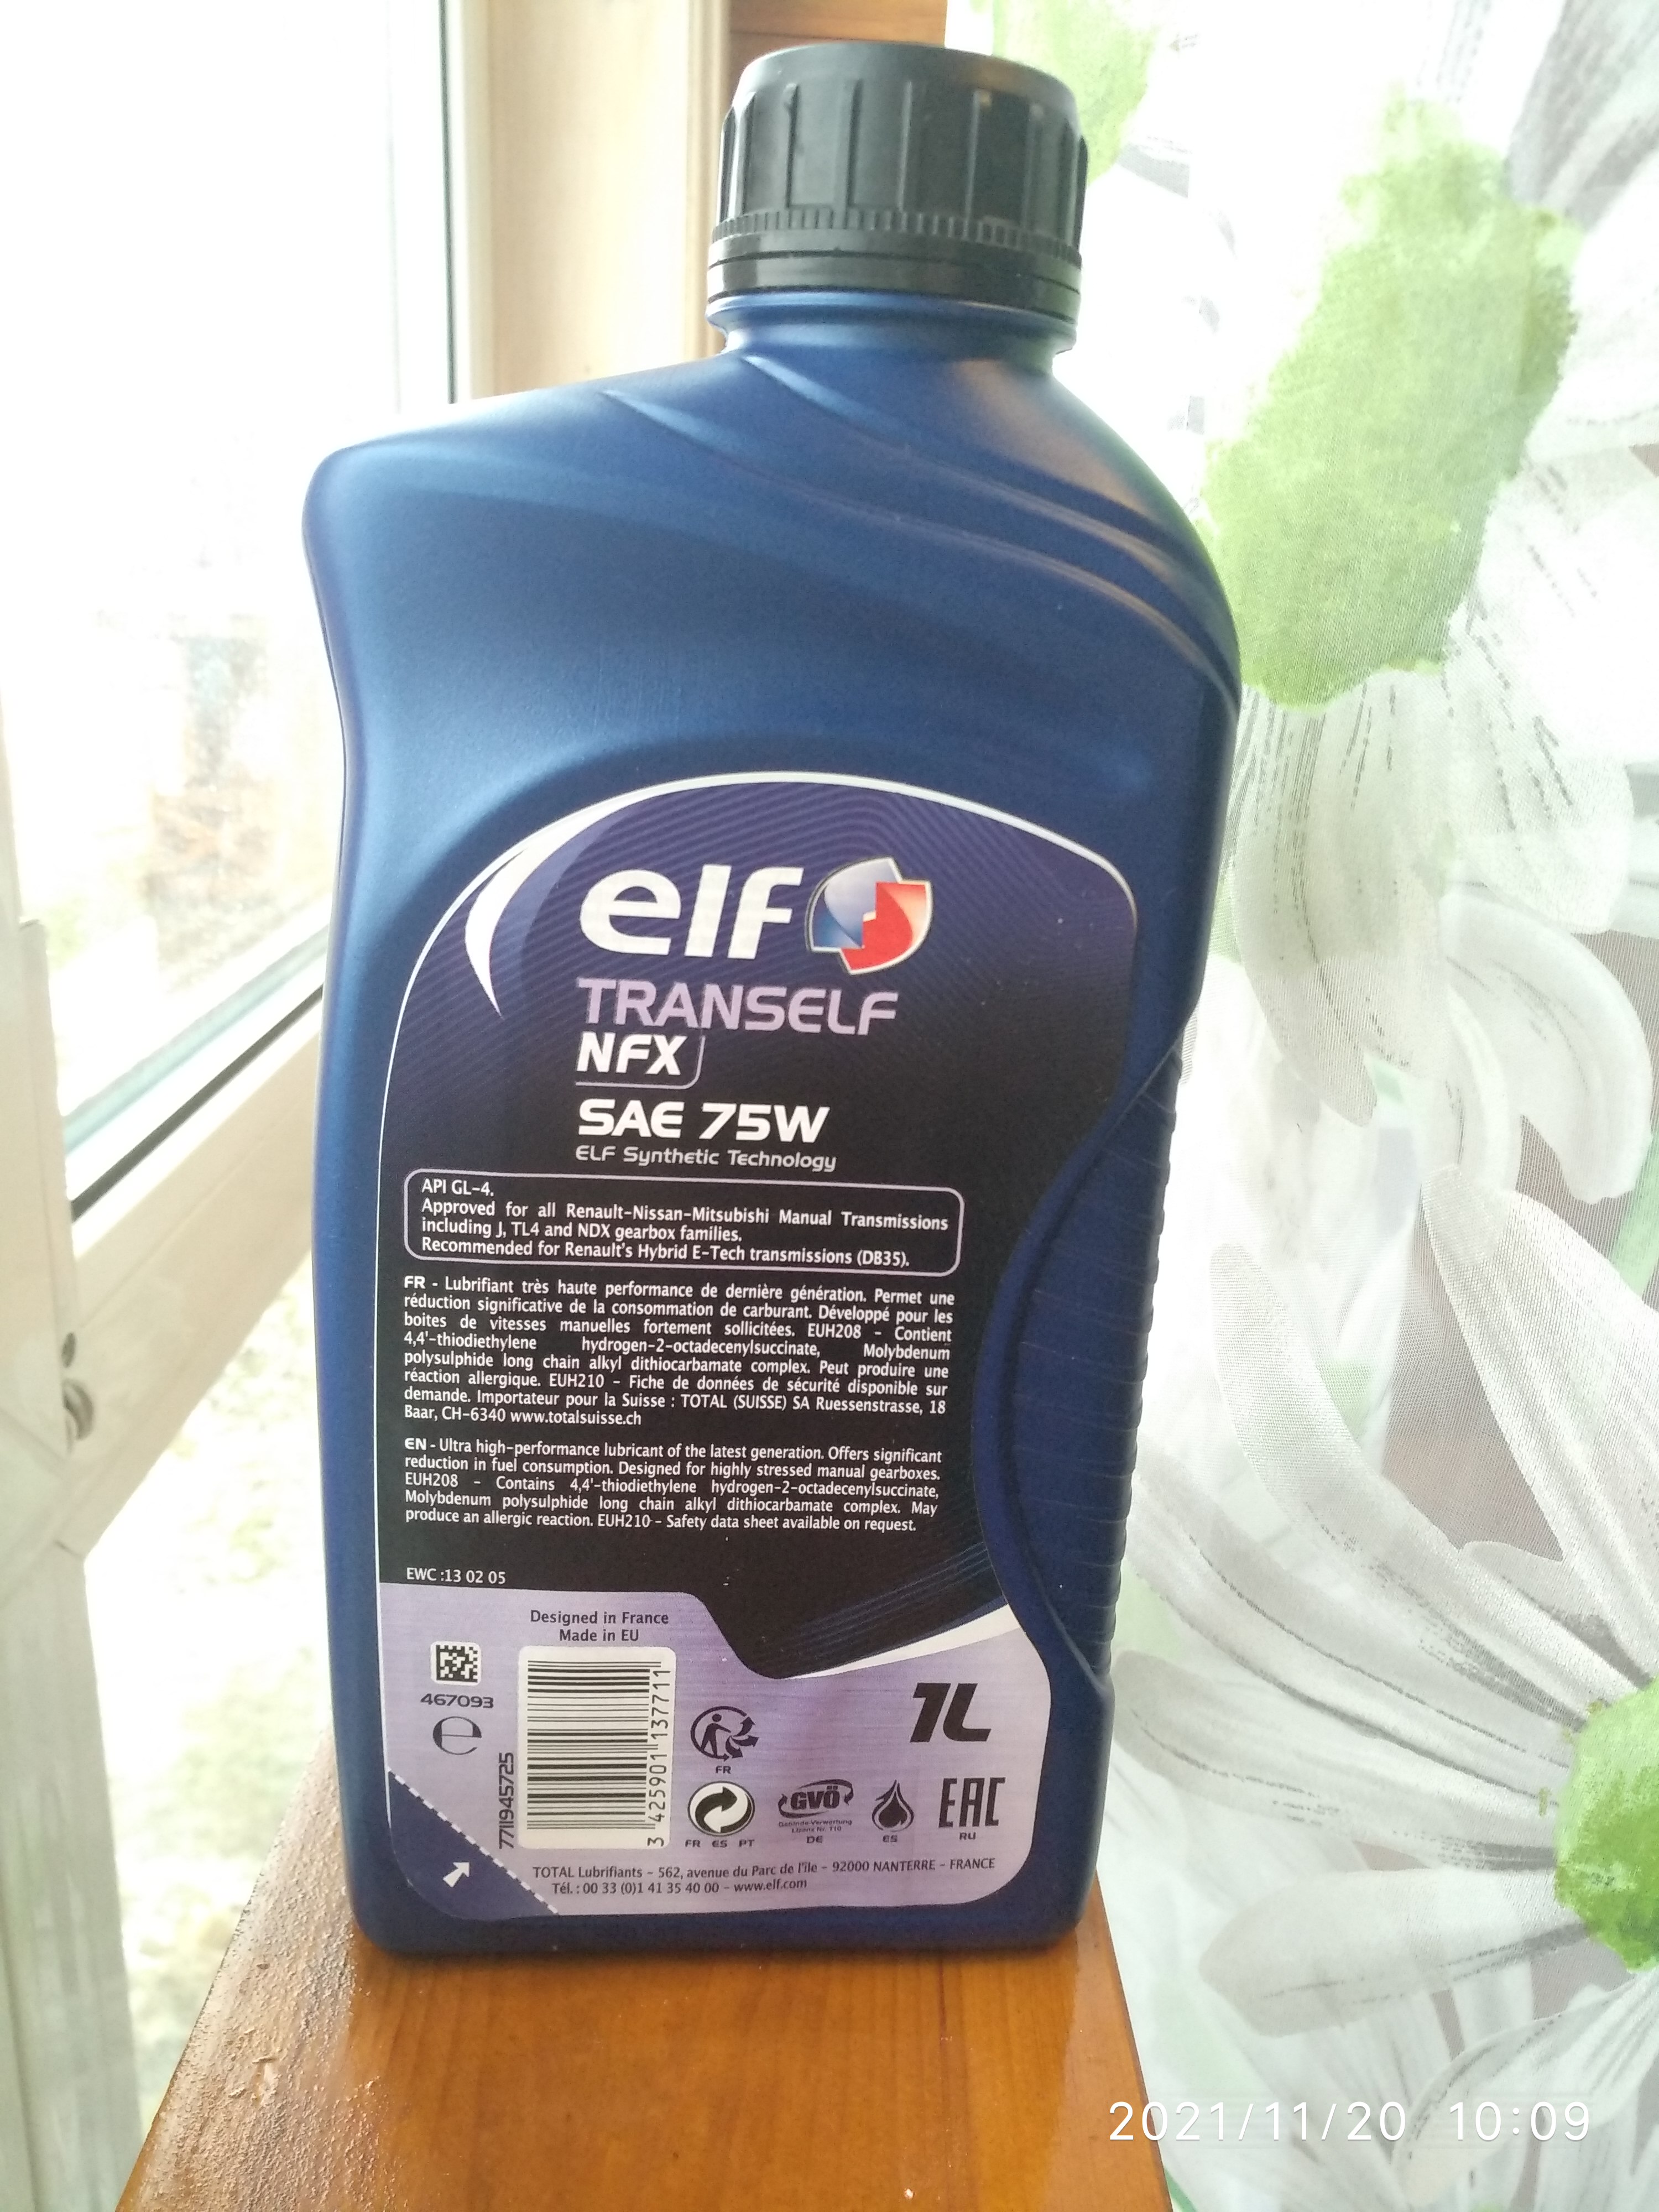 elf
TRANSELF
NFX
SAE 75W
ELF Synthetic Technology
API GL-4.
Approved for all Renault-Nissan-Mitsubishi Manual Transmissions
including J, TL4 and NDX gearbox families.
Recommended for Renault's Hybrid E-Tech transmissions (DB35).
FR - Lubrifiant très haute performance de dernière génération. Permet une
réduction significative de la consommation de carburant. Développé pour les
boites de vitesses manuelles fortement sollicitées. EUH208 - Contient
4,4'-thiodiethylene hydrogen-2-octadecenylsuccinate, Molybdenum
polysulphide long chain alkyl dithiocarbamate complex. Peut produire une
réaction allergique. EUH210 - Fiche de données de sécurité disponible sur
demande. Importateur pour la Suisse : TOTAL (SUISSE) SA Ruessenstrasse, 18
Baar, CH-6340 www.totalsuisse.ch
EN - Ultra high-performance lubricant of the latest generation. Offers significant
reduction in fuel consumption. Designed for highly stressed manual gearboxes.
EUH208 - Contains 4,4'-thiodiethylene hydrogen-2-octadecenylsuccinate,
Molybdenum polysulphide long chain alkyl dithiocarbamate complex. May
produce an allergic reaction. EUH210 - Safety data sheet available on request.
EWC :13 02 05
Designed in France
Made in EU
467093
e
7711945725
3 425901 137711
1L
FR
FR ES PT
GVÖ
DE
ES
EAC
RU
TOTAL Lubrifiants - 562, avenue du Parc de l'île - 92000 NANTERRE - FRANCE
Tél. : 00 33 (0)1 41 35 40 00 - www.elf.com
2021/11/20 10:09